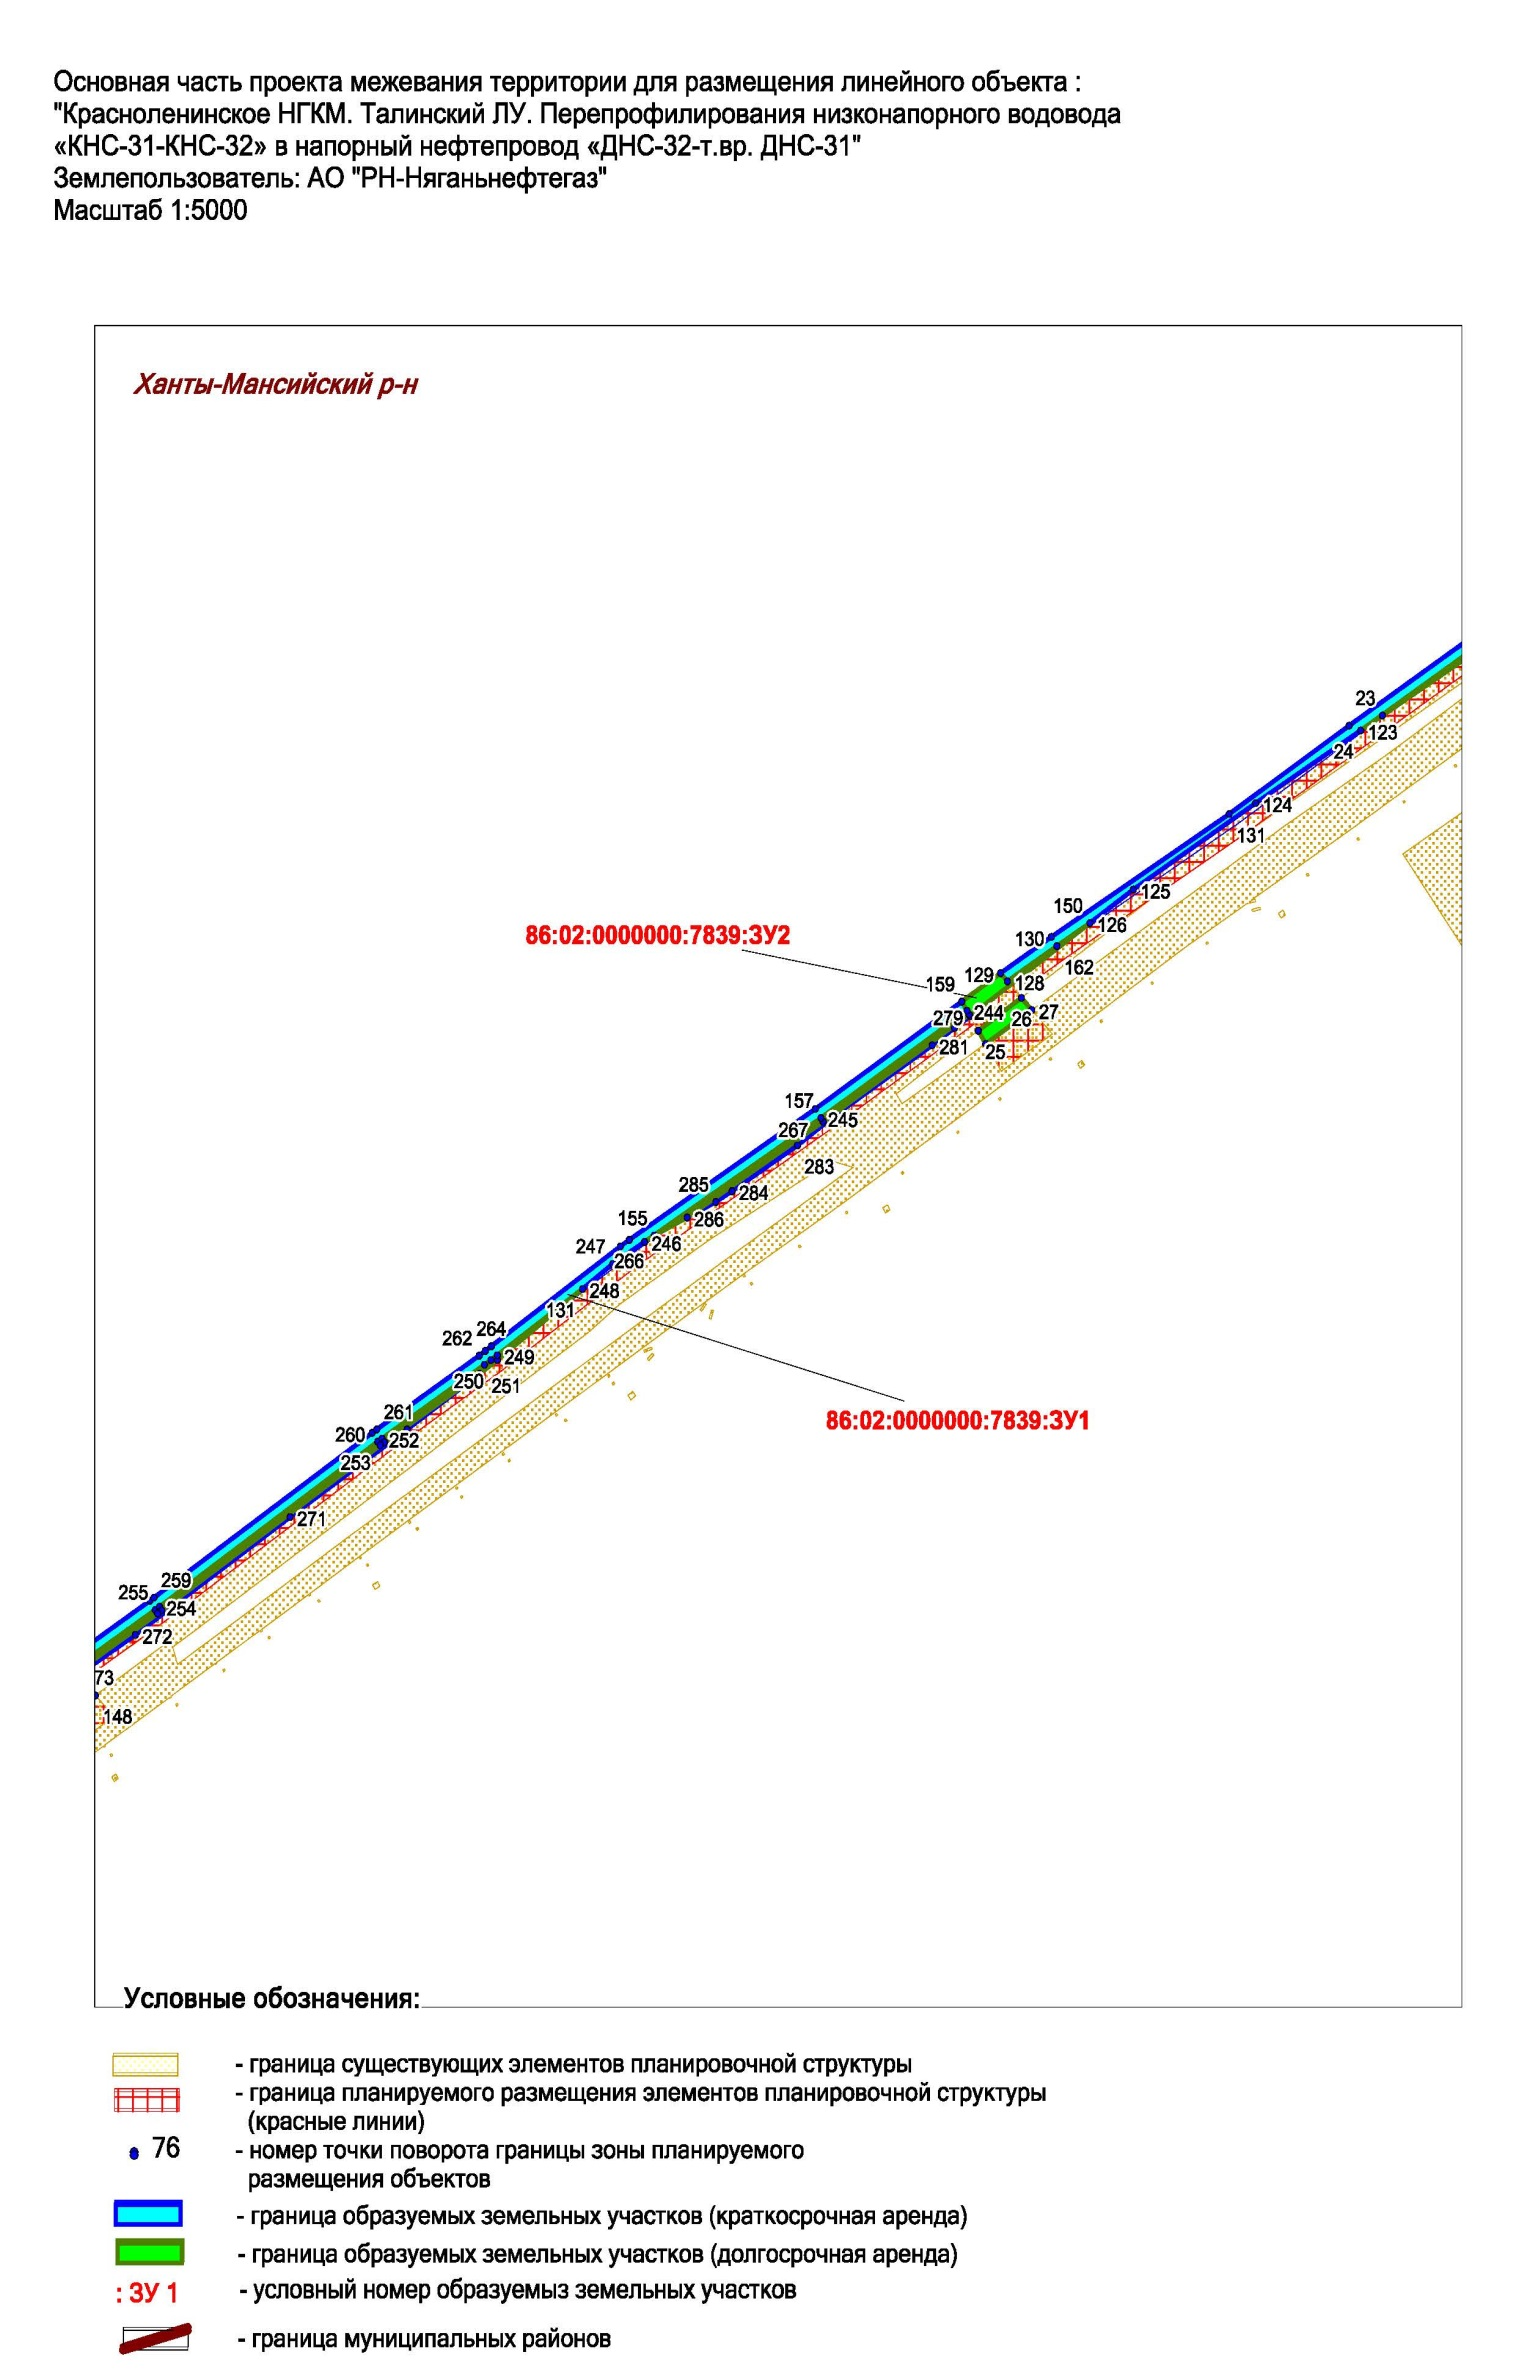 Основная часть проекта межевания территории для размещения линейного объекта :
"Красноленинское НГКМ. Талинский ЛУ. Перепрофилирования низконапорного водовода
«КНС-31-КНС-32» в напорный нефтепровод «ДНС-32-т.вр. ДНС-31"
Землепользователь: АО "РН-Няганьнефтегаз"
Масштаб 1:5000
Ханты-Мансийский р-н
23
123
24
124
131
125
150
126
130
162
86:02:0000000:7839:ЗУ2
129
128
159
27
26
244
279
281
25
157
245
267
283
285
284
286
155
246
247
266
248
131
264
262
249
250
251
86:02:0000000:7839:ЗУ1
261
260
252
253
271
259
255
254
272
73
148
Условные обозначения:
- граница существующих элементов планировочной структуры
- граница планируемого размещения элементов планировочной структуры
(красные линии)
76 - номер точки поворота границы зоны планируемого
размещения объектов
- граница образуемых земельных участков (краткосрочная аренда)
- граница образуемых земельных участков (долгосрочная аренда)
: ЗУ 1 - условный номер образуемыз земельных участков
- граница муниципальных районов